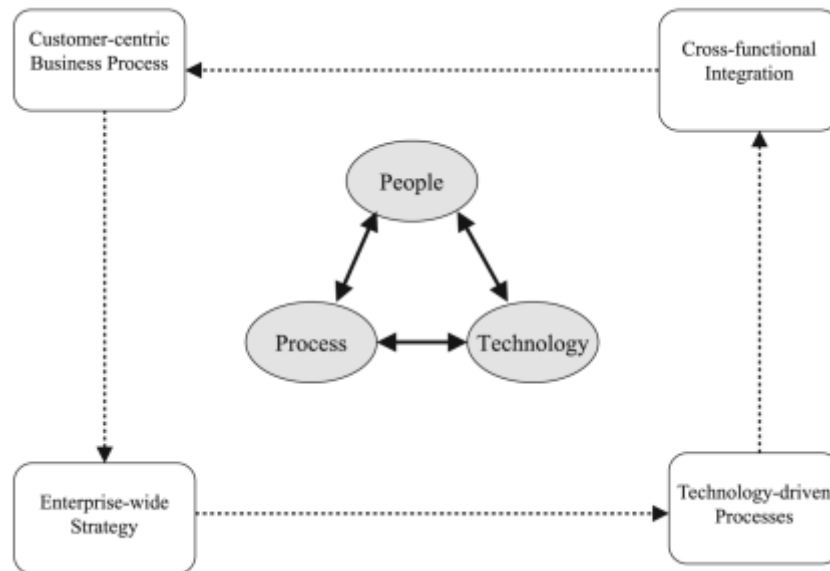 Customer-centric
Business Process
Cross-functional
Integration
People
Process
Technology
Enterprise-wide
Strategy
Technology-driven
Processes